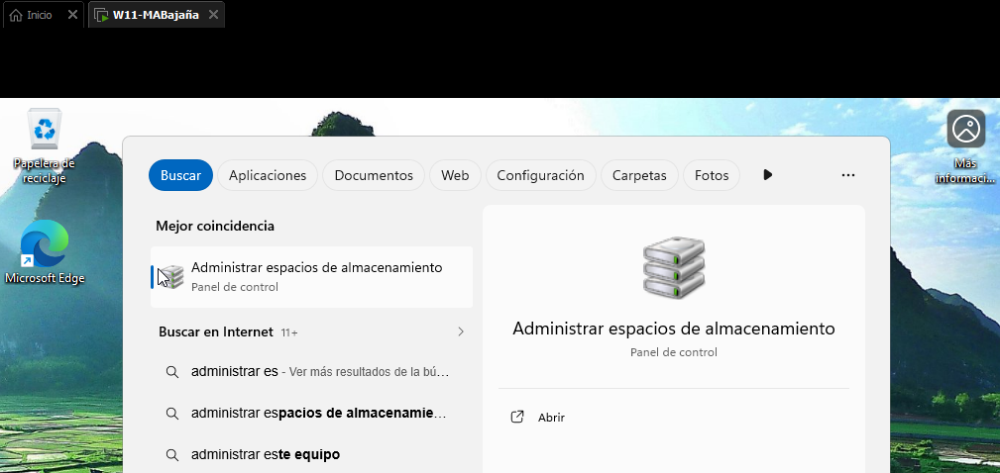 Inicio
W11-MABajaña
Papelera de
reciclaje
Más
informaci...
Microsoft Edge
Buscar
Aplicaciones
Documentos
Web
Configuración
Carpetas
Fotos
Mejor coincidencia
Administrar espacios de almacenamiento
Panel de control
Buscar en Internet 11+
administrar es - Ver más resultados de la bú...
administrar espacios de almacenamie...
administrar este equipo
Administrar espacios de almacenamiento
Panel de control
Abrir